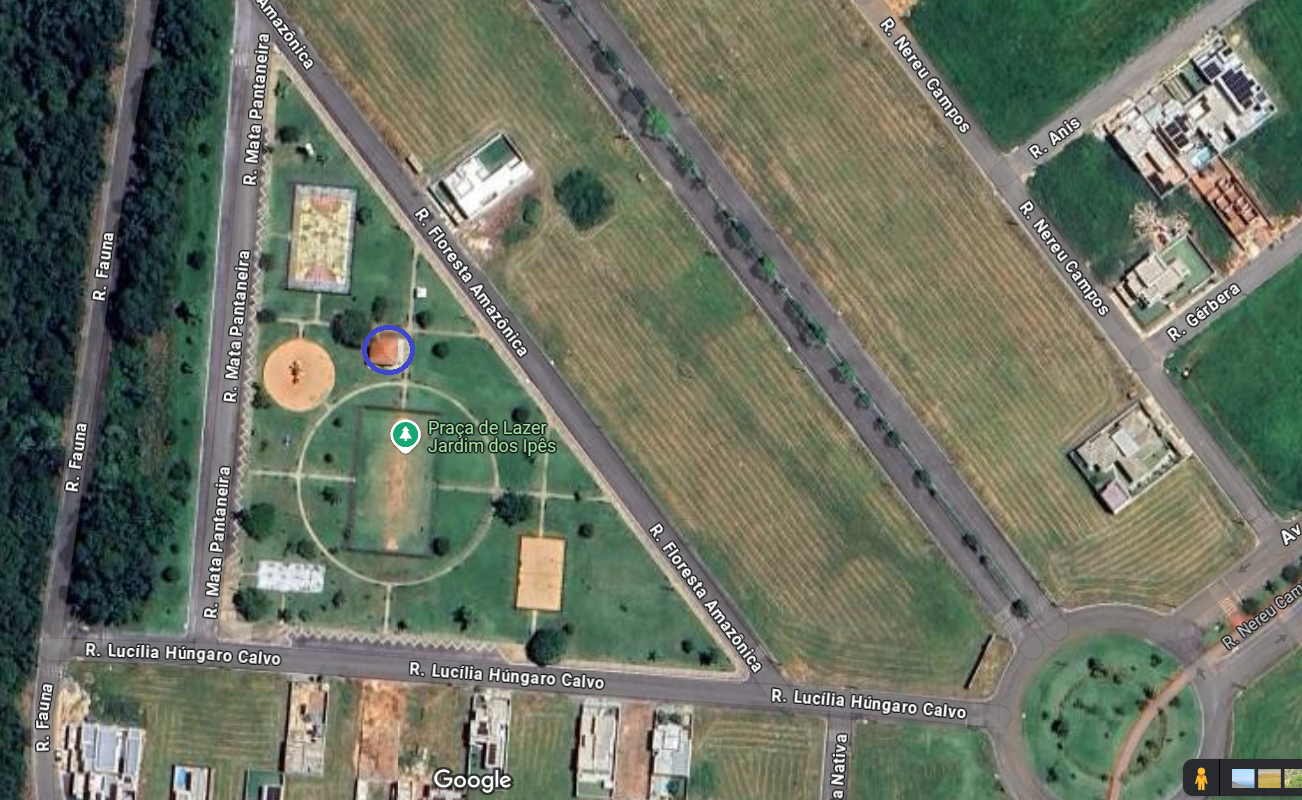 Amazônica
R. Mata Pantaneira
R. Nereu Campos
R. Anis
R. Fauna
R. Mata Pantaneira
R. Floresta Amazônica
R. Nereu Campos
R. Gérbera
R. Fauna
Praça de Lazer
Jardim dos Ipês
R. Mata Pantaneira
R. Floresta Amazônica
Av
R. Nereu Cam
R. Lucília Húngaro Calvo
R. Lucília Húngaro Calvo
R. Lucília Húngaro Calvo
R. Fauna
a Nativa
Google